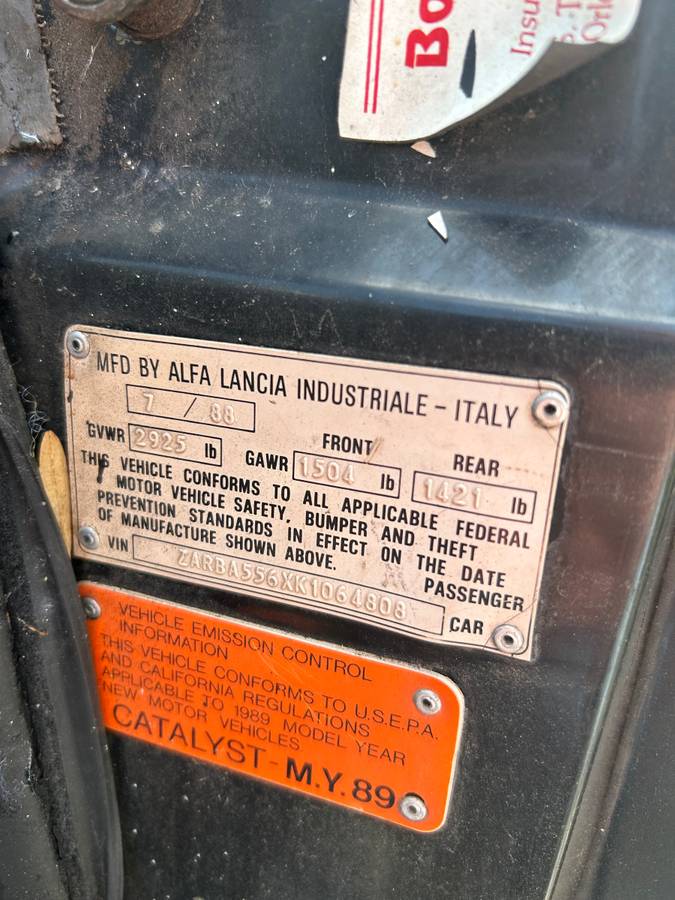 Bo
Insu
MFD BY ALFA LANCIA INDUSTRIALE - ITALY
7 / 88
GVWR 2925 lb
FRONT
GAWR 1504 lb
REAR
1421 lb
THIS VEHICLE CONFORMS TO ALL APPLICABLE FEDERAL
MOTOR VEHICLE SAFETY, BUMPER AND THEFT
PREVENTION STANDARDS IN EFFECT ON THE DATE
OF MANUFACTURE SHOWN ABOVE.
PASSENGER
CAR
VIN ZARBA556XK1064808
VEHICLE EMISSION CONTROL
INFORMATION
THIS VEHICLE CONFORMS TO U.S.E.P.A.
AND CALIFORNIA REGULATIONS
APPLICABLE TO 1989 MODEL YEAR
NEW MOTOR VEHICLES
CATALYST - M.Y. 89